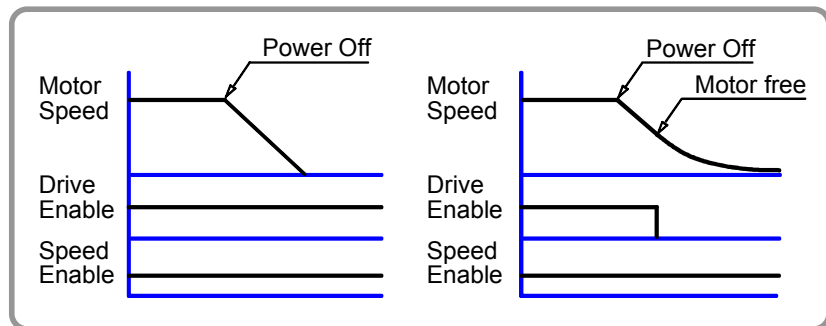 Power Off
Motor
Speed
Drive
Enable
Speed
Enable
Power Off
Motor free
Motor
Speed
Drive
Enable
Speed
Enable